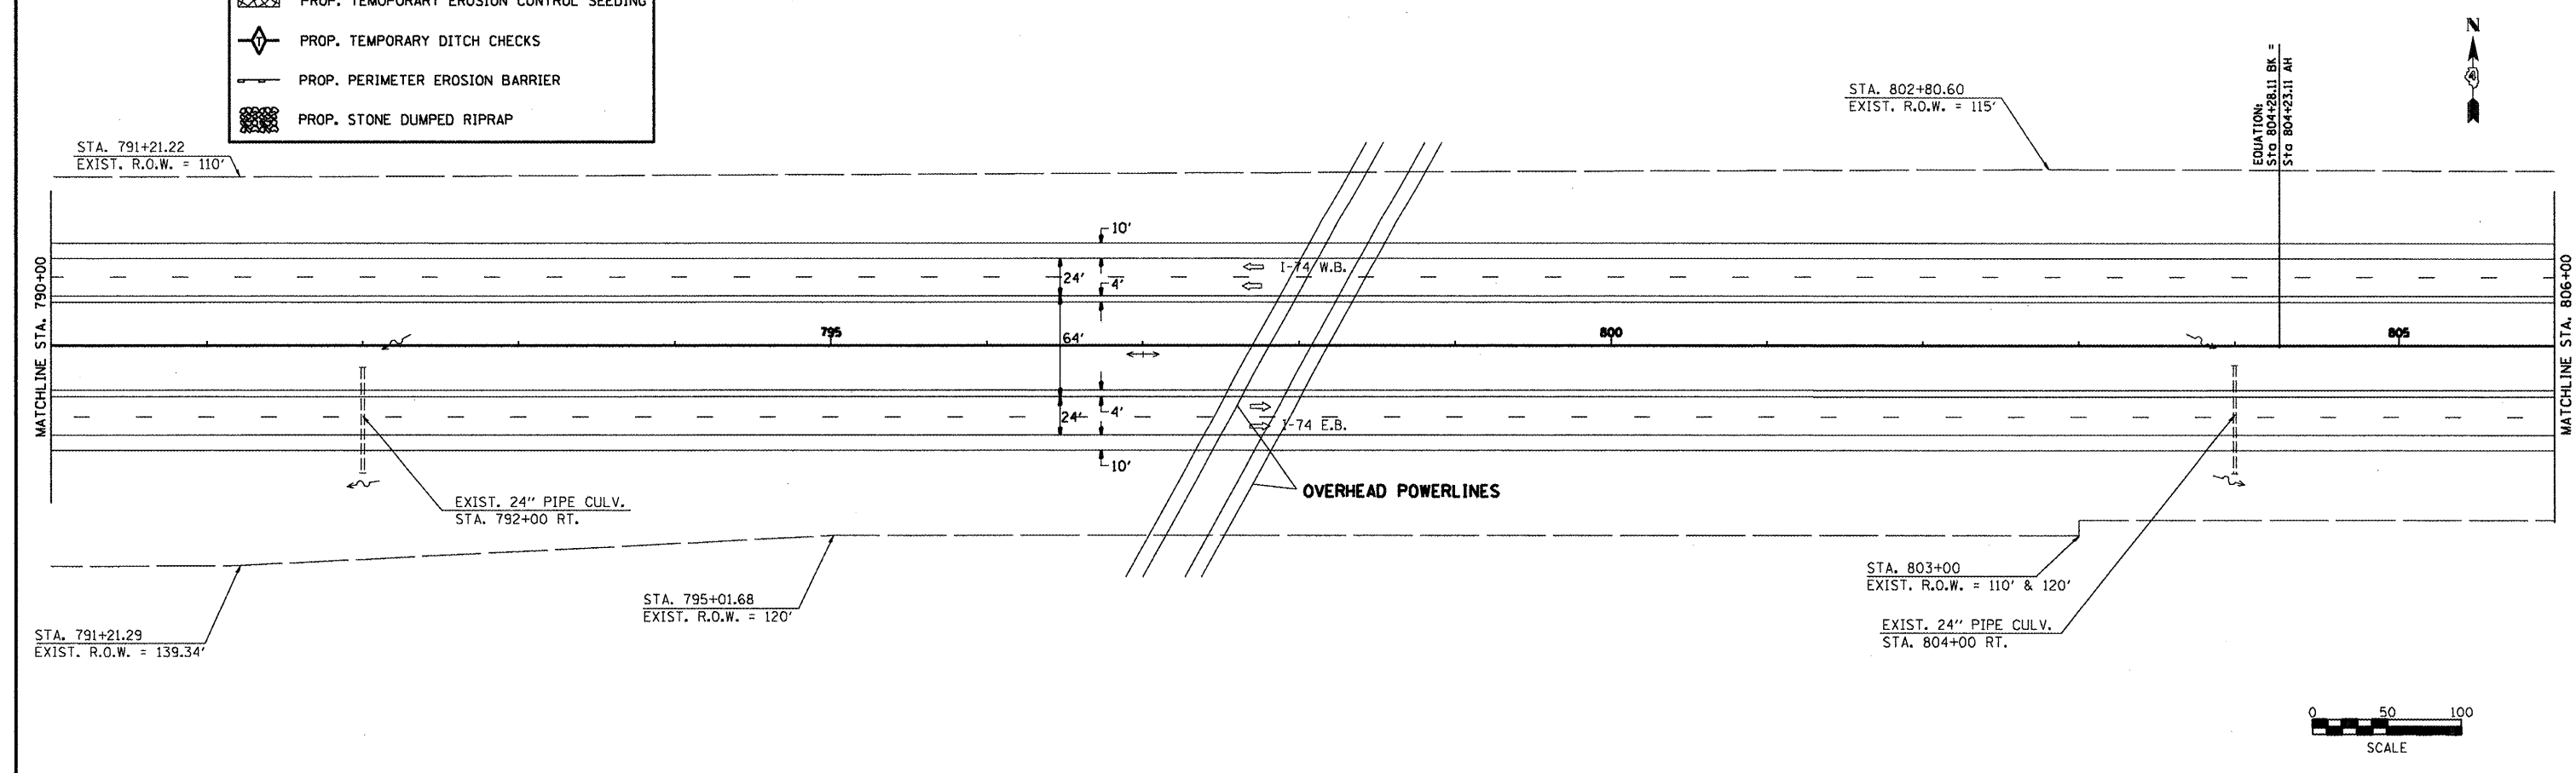 PROP. TEMOPORARY EROSION CONTROL SEEDING
T
PROP. TEMPORARY DITCH CHECKS
PROP. PERIMETER EROSION BARRIER
PROP. STONE DUMPED RIPRAP
N
STA. 791+21.22
EXIST. R.O.W. = 110'
STA. 802+80.60
EXIST. R.O.W. = 115'
EQUATION:
Sta 804+28.11 BK "
Sta 804+23.11 AH
MATCHLINE STA. 790+00
10'
24'
4'
I-74 W.B.
795
64'
800
805
4'
24'
I-74 E.B.
10'
MATCHLINE STA. 806+00
OVERHEAD POWERLINES
EXIST. 24" PIPE CULV.
STA. 792+00 RT.
STA. 803+00
EXIST. R.O.W. = 110' & 120'
STA. 795+01.68
EXIST. R.O.W. = 120'
EXIST. 24" PIPE CULV.
STA. 804+00 RT.
STA. 791+21.29
EXIST. R.O.W. = 139.34'
0 50 100
SCALE